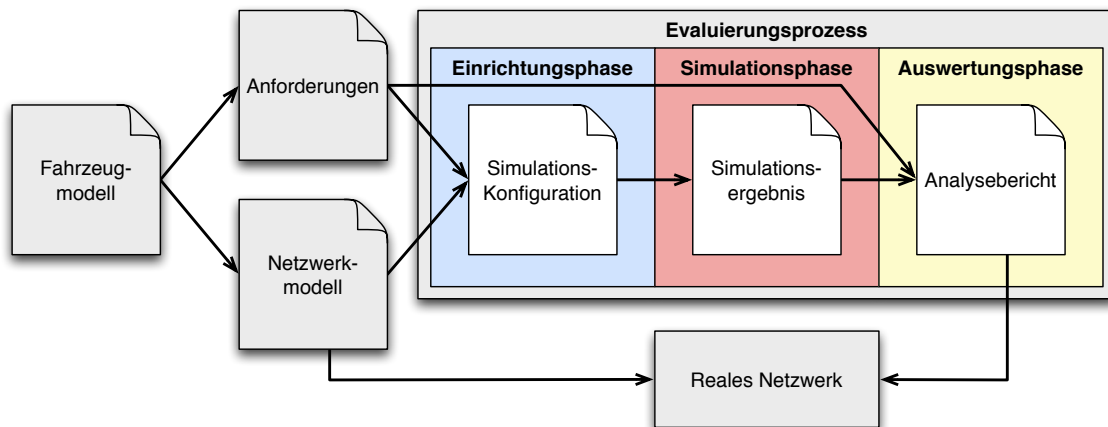 Evaluierungsprozess
Einrichtungsphase
Simulationsphase
Auswertungsphase
Anforderungen
Fahrzeug-
modell
Simulations-
Konfiguration
Simulations-
ergebnis
Analysebericht
Netzwerk-
modell
Reales Netzwerk